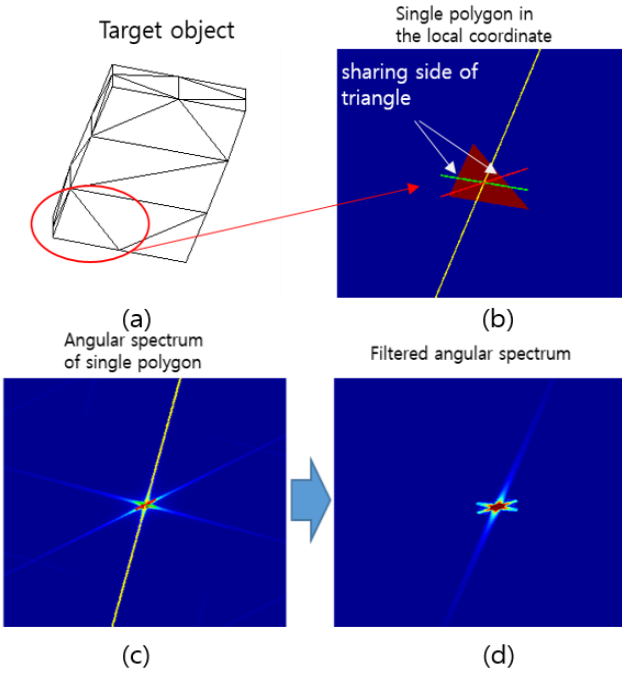 Target object
Single polygon in
the local coordinate
sharing side of
triangle
(a)
(b)
Angular spectrum
of single polygon
Filtered angular spectrum
(c)
(d)